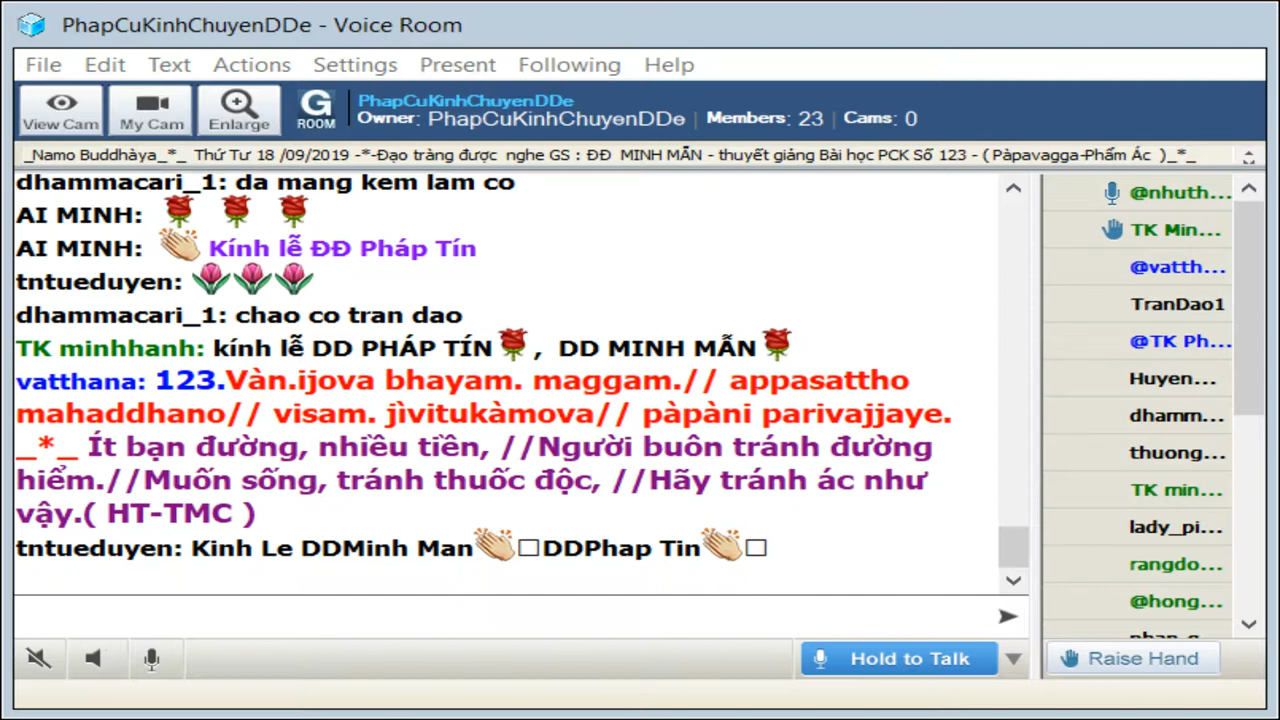 PhapCuKinhChuyenDDe - Voice Room
File Edit Text Actions Settings Present Following Help
View Cam My Cam Enlarge G ROOM
PhapCuKinhChuyenDDe
Owner: PhapCuKinhChuyenDDe | Members: 23 | Cams: 0
_Namo Buddhàya_*_ Thứ Tư 18 /09/2019 -*-Đạo tràng được nghe GS : ĐĐ MINH MẪN - thuyết giảng Bài học PCK Số 123 - ( Pàpavagga-Phẩm Ác )_*_
dhammacari_1: da mang kem lam co
AI MINH:
AI MINH: Kính lễ ĐĐ Pháp Tín
tntueduyen:
dhammacari_1: chao co tran dao
TK minhhanh: kính lễ DD PHÁP TÍN, DD MINH MẪN
vatthana: 123.Vàn.ijova bhayam. maggam.// appasattho
mahaddhano// visam. jìvitukàmova// pàpàni parivajjaye.
_*_ Ít bạn đường, nhiều tiền, //Người buôn tránh đường
hiểm.//Muốn sống, tránh thuốc độc, //Hãy tránh ác như
vậy.( HT-TMC )
tntueduyen: Kinh Le DDMinh Man DDPhap Tin
@nhuth...
TK Min...
@vatth...
TranDao1
@TK Ph...
Huyen...
dhamm...
thuong...
TK min...
lady_pi...
rangdo...
@hong...
Hold to Talk
Raise Hand